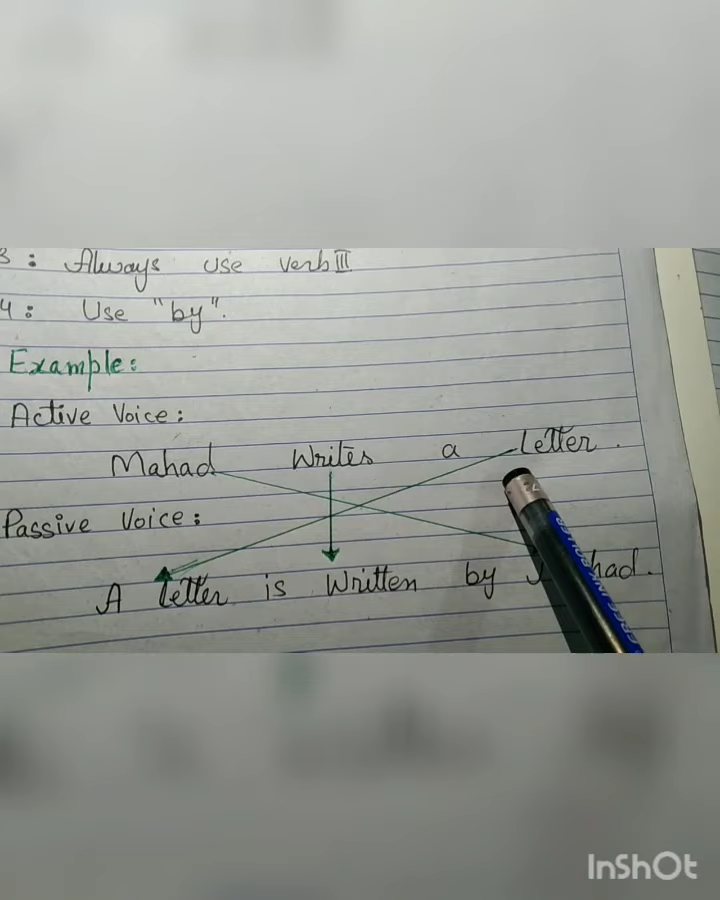 3: Always use verb III
4: Use "by".
Example:
Active Voice:
Mahad Writes a Letter.
Passive Voice:
A letter is Written by
InShOt